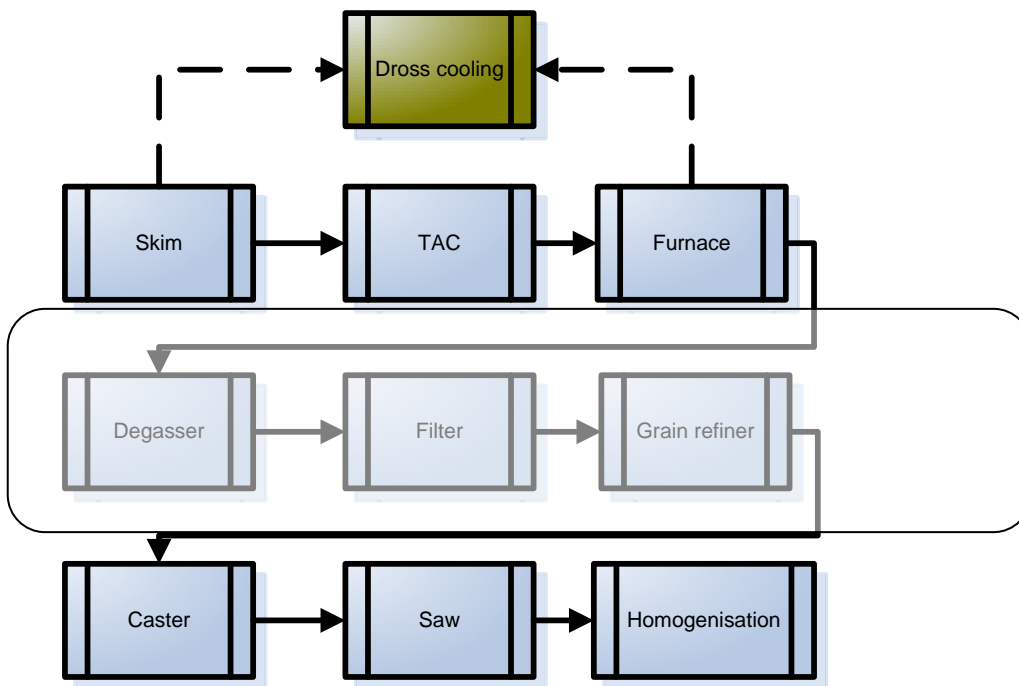 Dross cooling
Skim
TAC
Furnace
Degasser
Filter
Grain refiner
Caster
Saw
Homogenisation